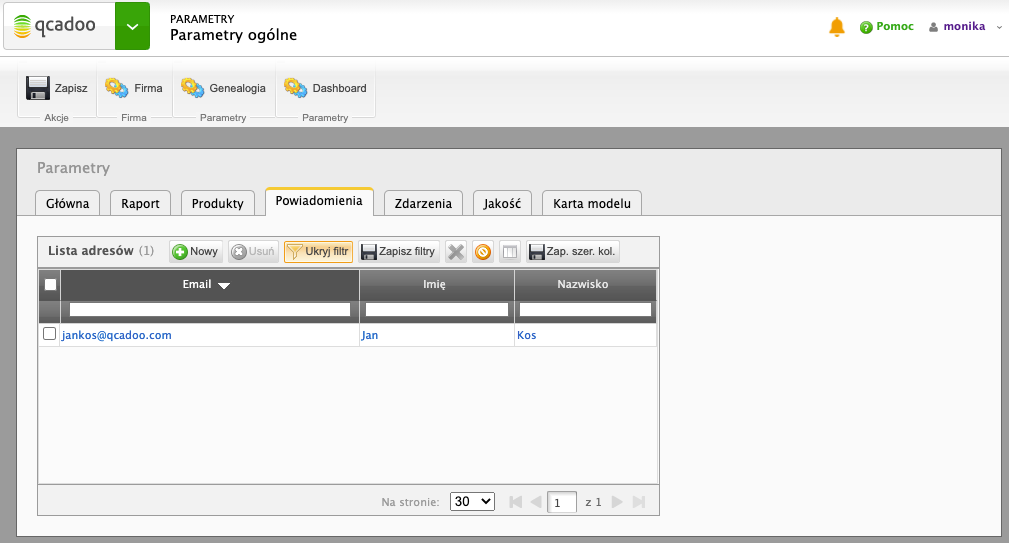 qcadoo
PARAMETRY
Parametry ogólne
Pomoc
monika
Zapisz
Firma
Genealogia
Dashboard
Akcje
Firma
Parametry
Parametry
Parametry
Główna
Raport
Produkty
Powiadomienia
Zdarzenia
Jakość
Karta modelu
Lista adresów (1)
Nowy
Usuń
Ukryj filtr
Zapisz filtry
Zap. szer. kol.
Email
Imię
Nazwisko
jankos@qcadoo.com
Jan
Kos
Na stronie:
30
1
z 1